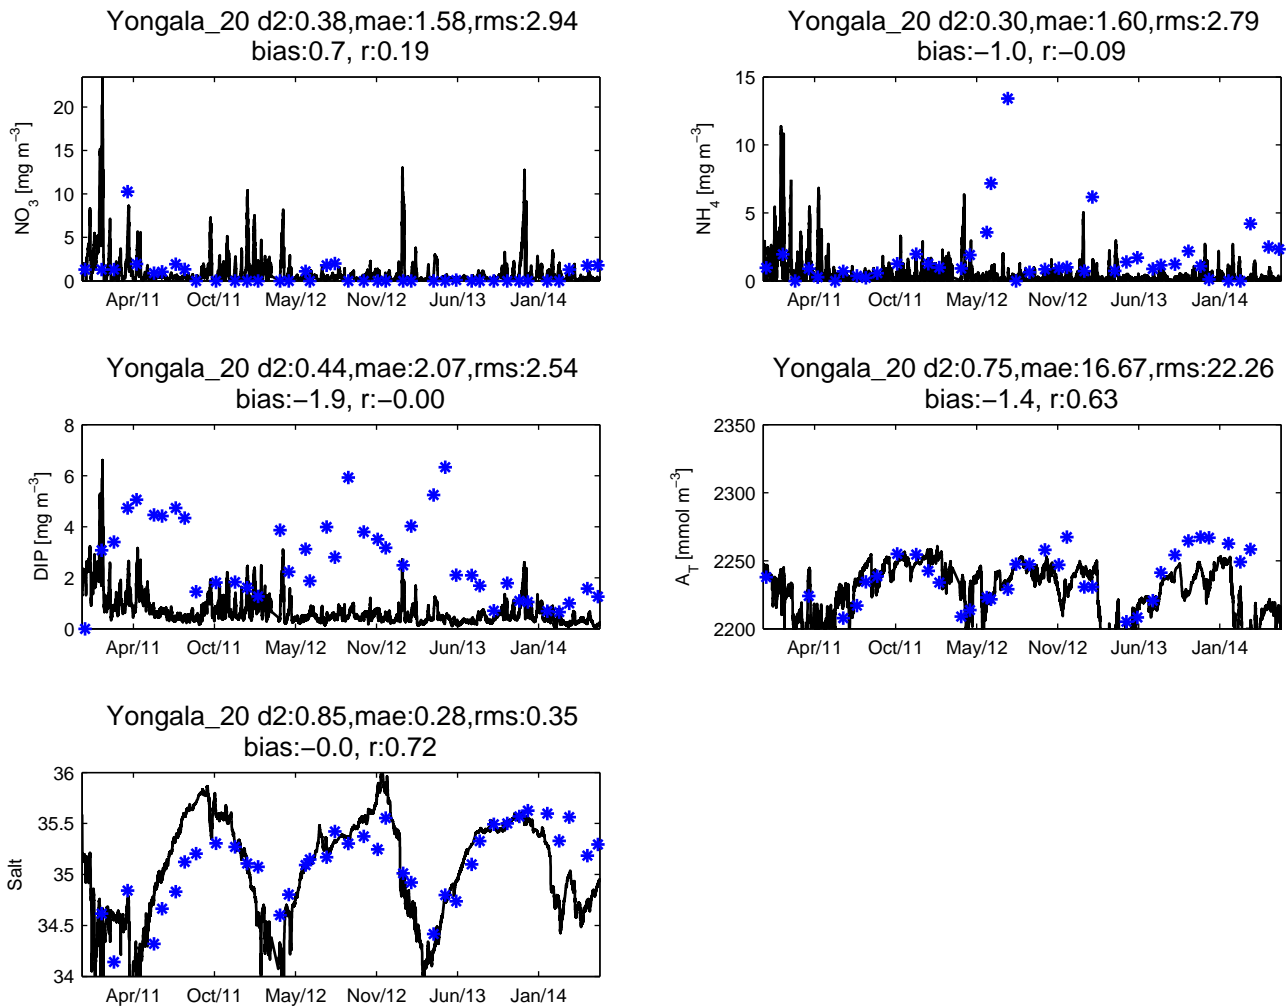 Yongala_20 d2:0.38,mae:1.58,rms:2.94
bias:0.7, r:0.19
NO3 [mg m−3]
20
15
10
5
0
Apr/11 Oct/11 May/12 Nov/12 Jun/13 Jan/14
Yongala_20 d2:0.30,mae:1.60,rms:2.79
bias:−1.0, r:−0.09
NH4 [mg m−3]
15
10
5
0
Apr/11 Oct/11 May/12 Nov/12 Jun/13 Jan/14
Yongala_20 d2:0.44,mae:2.07,rms:2.54
bias:−1.9, r:−0.00
DIP [mg m−3]
8
6
4
2
0
Apr/11 Oct/11 May/12 Nov/12 Jun/13 Jan/14
Yongala_20 d2:0.75,mae:16.67,rms:22.26
bias:−1.4, r:0.63
AT [mmol m−3]
2350
2300
2250
2200
Apr/11 Oct/11 May/12 Nov/12 Jun/13 Jan/14
Yongala_20 d2:0.85,mae:0.28,rms:0.35
bias:−0.0, r:0.72
Salt
36
35.5
35
34.5
34
Apr/11 Oct/11 May/12 Nov/12 Jun/13 Jan/14